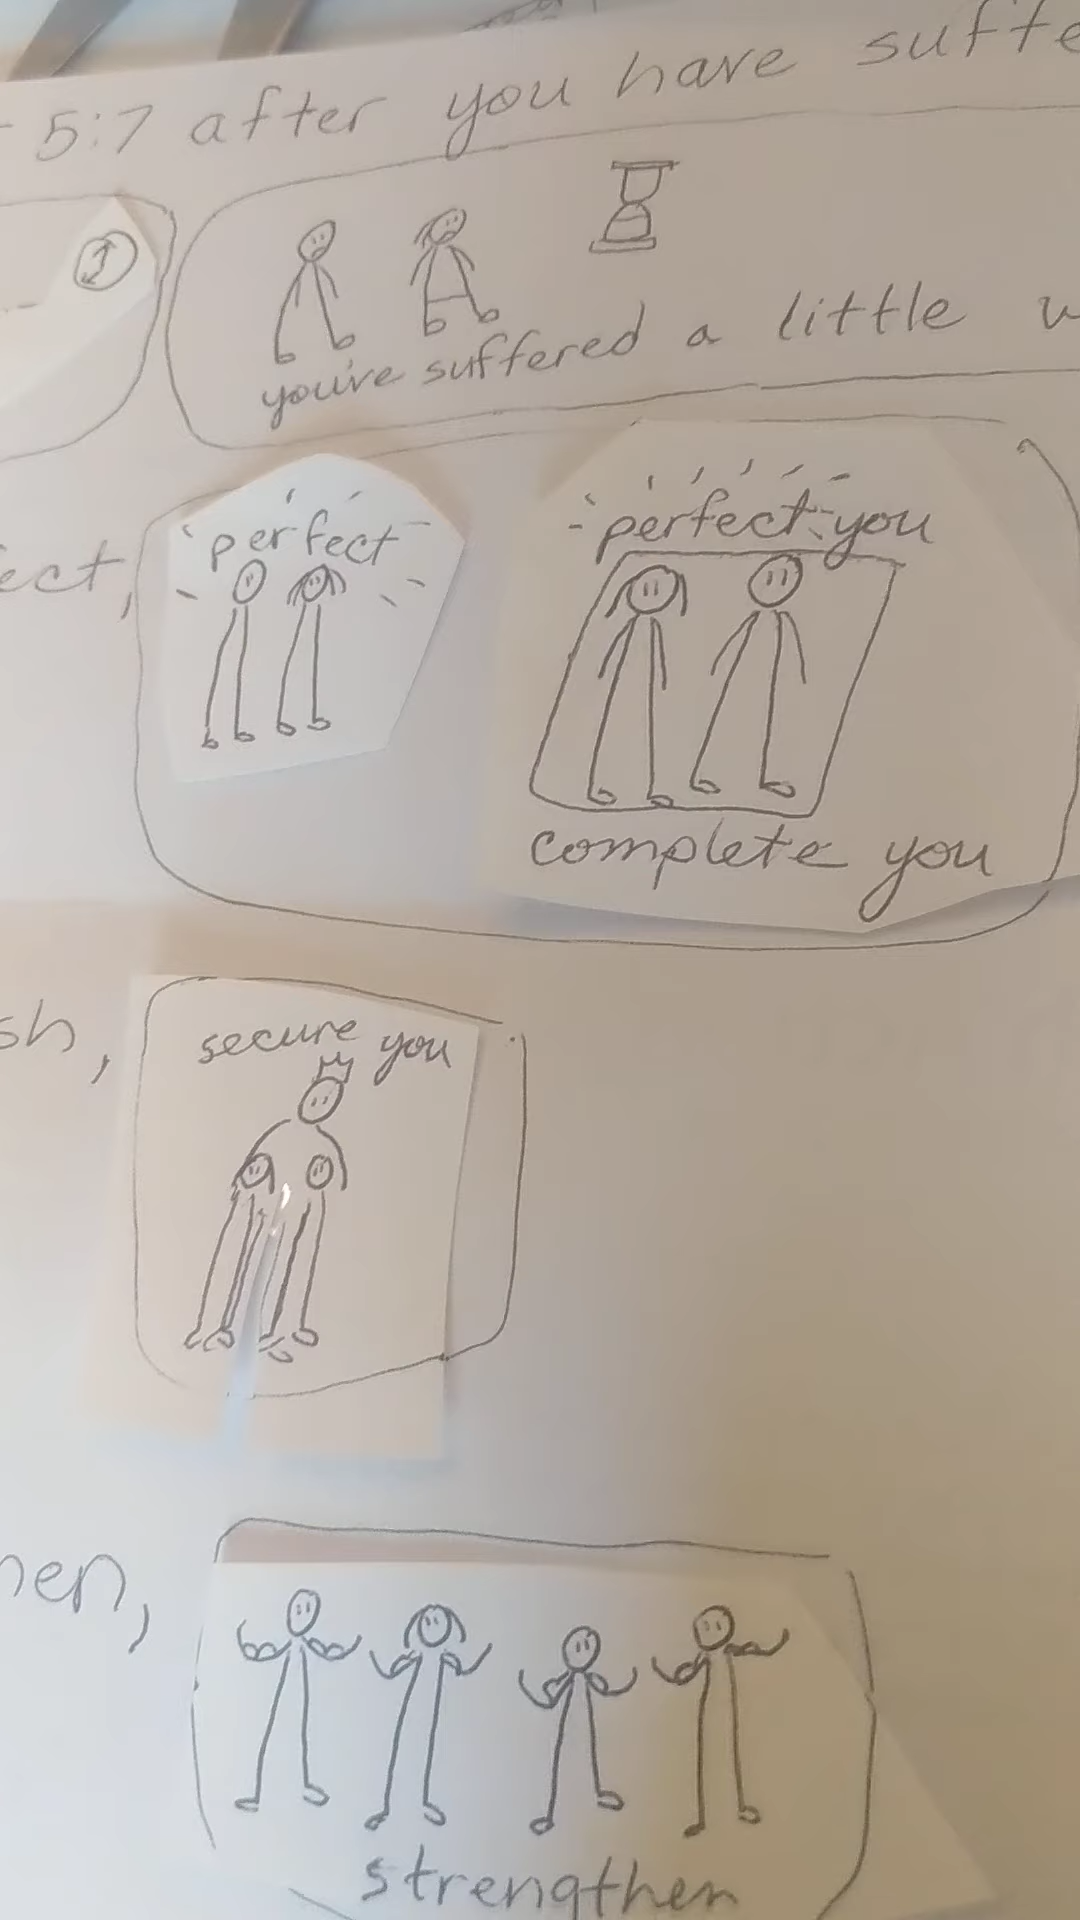 5:7 after you have suffe
you've suffered a little w
ect,
perfect
perfect you
complete you
sh,
secure you
hen,
strengthen